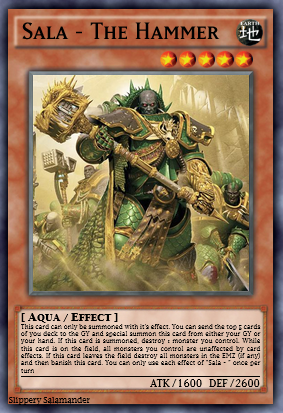 Sala - The Hammer
EARTH
地
[ Aqua / Effect ]
This card can only be summoned with it's effect. You can send the top 5 cards
of you deck to the GY and special summon this card from either your GY or
your hand. If this card is summoned, destroy 1 monster you control. While
this card is on the field, all monsters you control are unaffected by card
effects. If this card leaves the field destroy all monsters in the EMZ (if any)
and then banish this card. You can only use each effect of "Sala - " once per
turn
ATK/1600 DEF/2600
Slippery Salamander